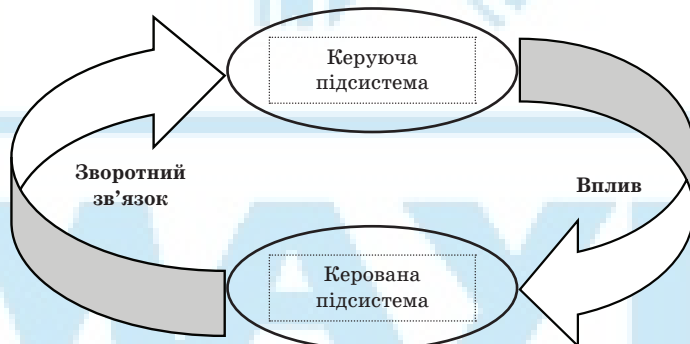 Керуюча
підсистема
Зворотний
зв’язок
Вплив
Керована
підсистема